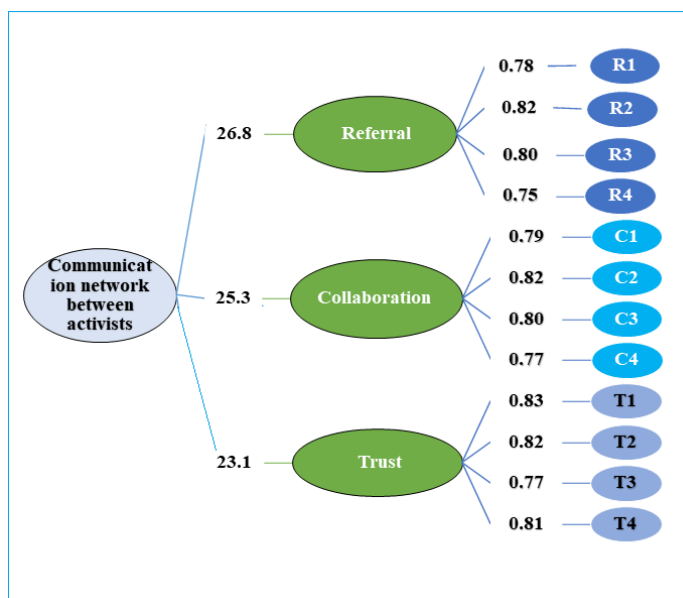 0.78 R1
0.82 R2
26.8 Referral
0.80 R3
0.75 R4
0.79 C1
Communicat
ion network
between
activists
0.82 C2
25.3 Collaboration
0.80 C3
0.77 C4
0.83 T1
0.82 T2
23.1 Trust
0.77 T3
0.81 T4